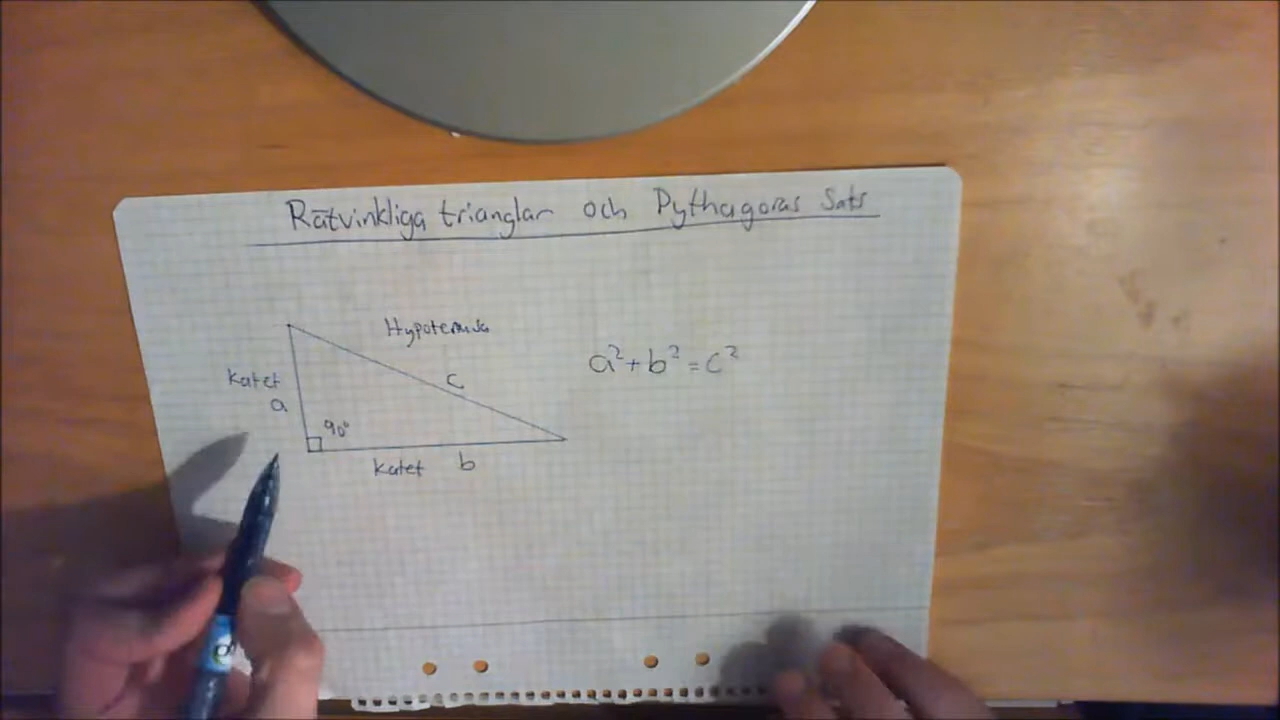 Rätvinkliga trianglar och Pythagoras Sats
Hypotenusa
a² + b² = c²
Katet
c
a
90°
Katet b